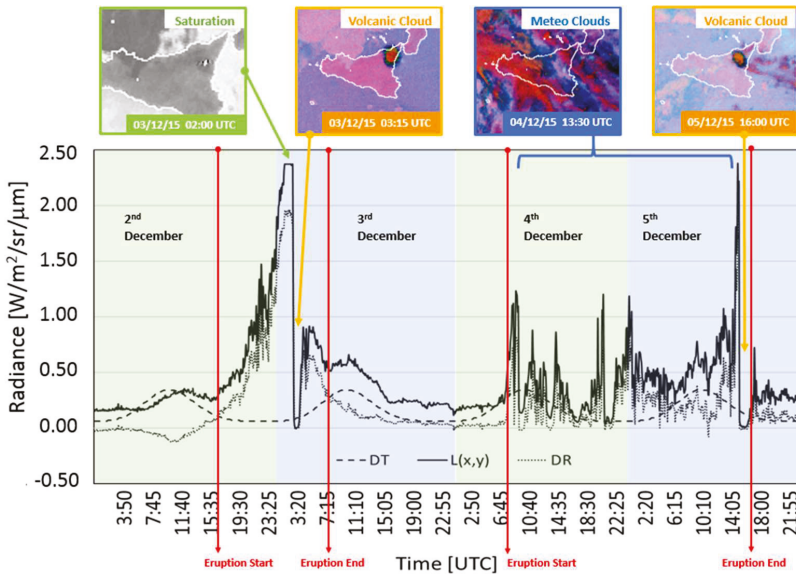 Saturation
Volcanic Cloud
Meteo Clouds
Volcanic Cloud
03/12/15 02:00 UTC
03/12/15 03:15 UTC
04/12/15 13:30 UTC
05/12/15 16:00 UTC
2.50
2.00
1.50
1.00
0.50
0.00
-0.50
Radiance [W/m²/sr/μm]
2nd December
3rd December
4th December
5th December
DT
L(x,y)
DR
3:50
7:45
11:40
15:35
19:30
23:25
3:20
7:15
11:10
15:05
19:00
22:55
2:50
6:45
10:40
14:35
18:30
22:25
2:20
6:15
10:10
14:05
18:00
21:55
Eruption Start
Eruption End
Time [UTC]
Eruption Start
Eruption End